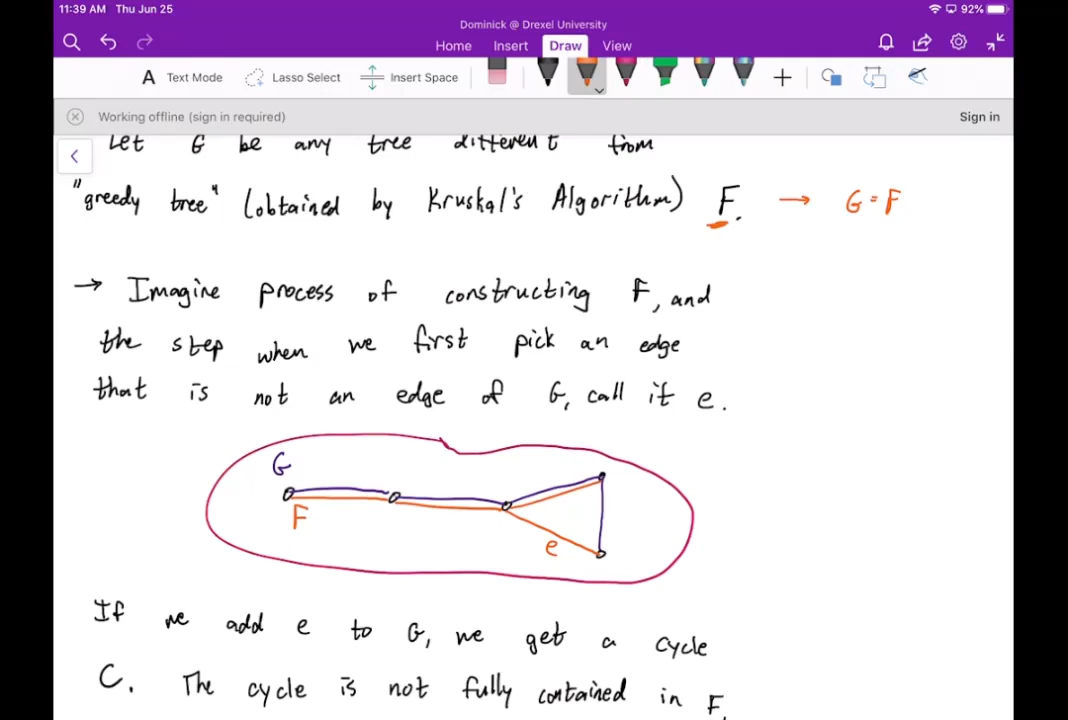 11:39 AM Thu Jun 25
92%
Dominick @ Drexel University
Home Insert Draw View
Text Mode Lasso Select Insert Space
Working offline (sign in required) Sign in
Let G be any tree different from
"greedy tree" (obtained by Kruskal's Algorithm) F. → G = F
→ Imagine process of constructing F, and
the step when we first pick an edge
that is not an edge of G, call it e.
G
F
e
If we add e to G, we get a cycle
C. The cycle is not fully contained in F.